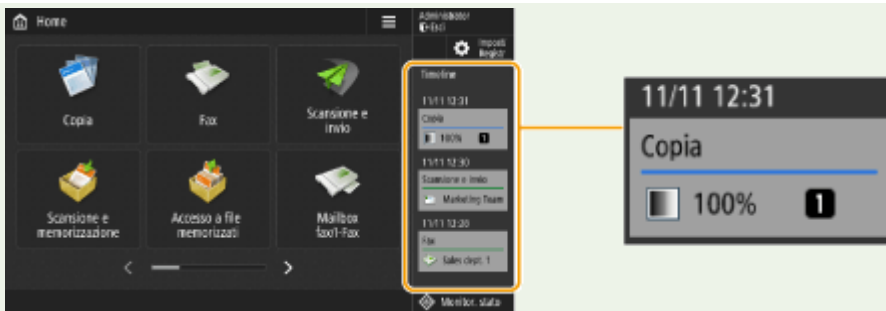 Home
Administrator
Esci
Imposti
Registr
Copia
Fax
Scansione e
invio
Scansione e
memorizzazione
Accesso a file
memorizzati
Mailbox
fax/I-Fax
Timeline
11/11 12:31
Copia
100% 1
11/11 12:30
Scansione e invio
Marketing Team
11/11 12:28
Fax
Sales dept. 1
Monitor. stato
11/11 12:31
Copia
100% 1